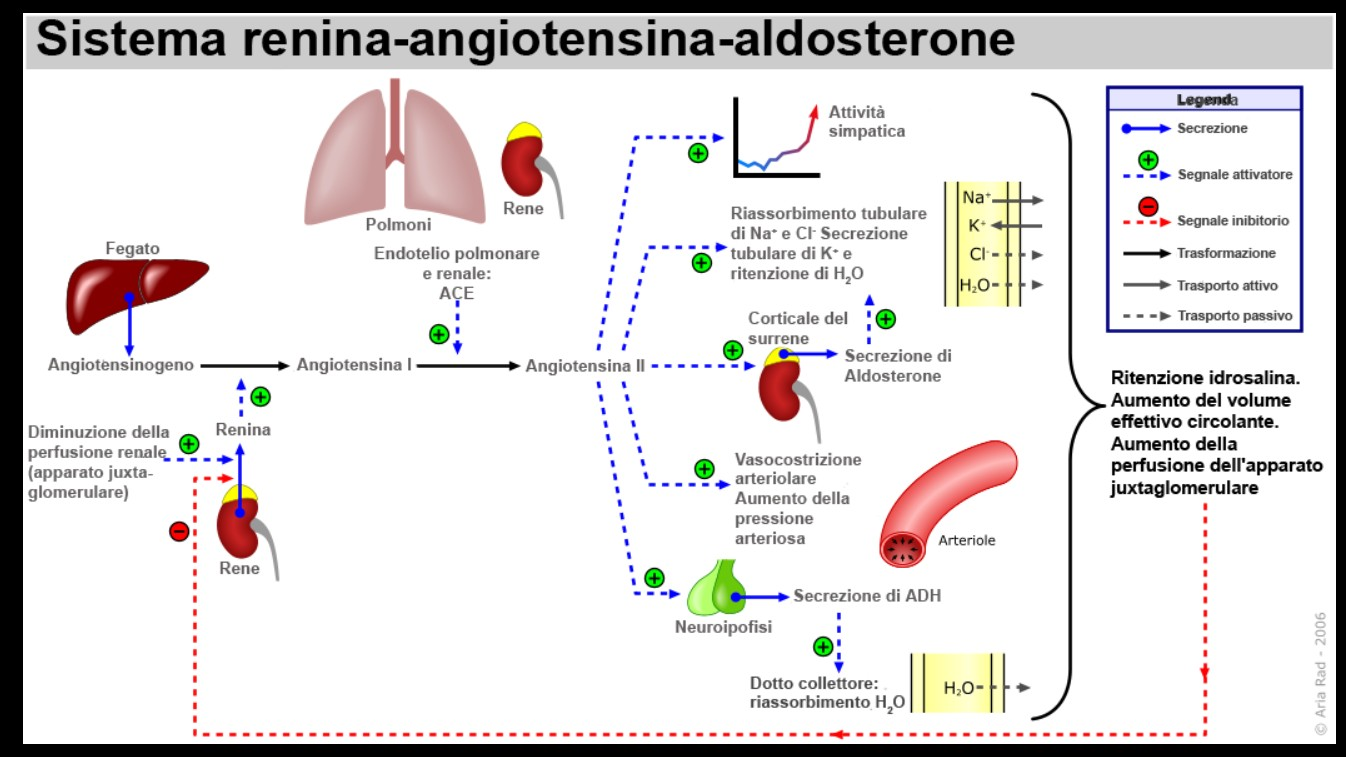 Sistema renina-angiotensina-aldosterone
Polmoni
Rene
Fegato
Endotelio polmonare
e renale:
ACE
Angiotensinogeno
Angiotensina I
Angiotensina II
Renina
Diminuzione della
perfusione renale
(apparato juxta-
glomerulare)
Rene
Attività
simpatica
Riassorbimento tubulare
di Na⁺ e Cl⁻ Secrezione
tubulare di K⁺ e
ritenzione di H₂O
Na⁺
K⁺
Cl⁻
H₂O
Corticale del
surrene
Secrezione di
Aldosterone
Vasocostrizione
arteriolare
Aumento della
pressione
arteriosa
Arteriole
Neuroipofisi
Secrezione di ADH
Dotto collettore:
riassorbimento H₂O
H₂O
Legenda
Secrezione
Segnale attivatore
Segnale inibitorio
Trasformazione
Trasporto attivo
Trasporto passivo
Ritenzione idrosalina.
Aumento del volume
effettivo circolante.
Aumento della
perfusione dell'apparato
juxtaglomerulare
© Aria Rad - 2006